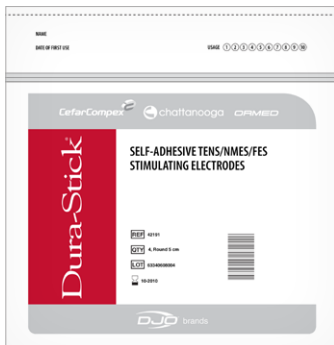 NAME
DATE OF FIRST USE
USAGE 1 2 3 4 5 6 7 8 9 10
CefarCompex chattanooga ORMED
Dura-Stick
SELF-ADHESIVE TENS/NMES/FES
STIMULATING ELECTRODES
REF 42191
QTY 4, Round 5 cm
LOT
10-2010
DJO brands